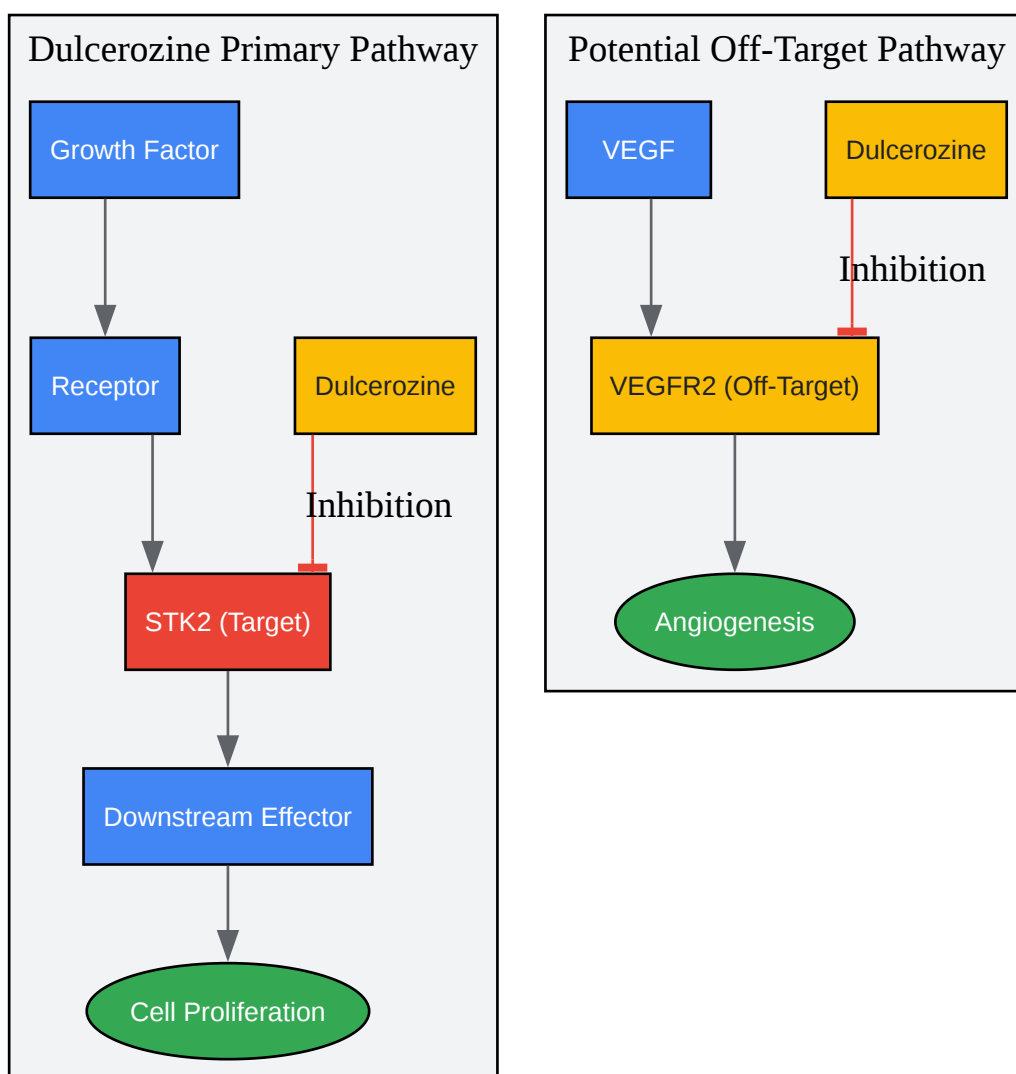 Dulcerozine Primary Pathway
Growth Factor
Receptor
Dulcerozine
Inhibition
STK2 (Target)
Downstream Effector
Cell Proliferation
Potential Off-Target Pathway
VEGF
Dulcerozine
Inhibition
VEGFR2 (Off-Target)
Angiogenesis